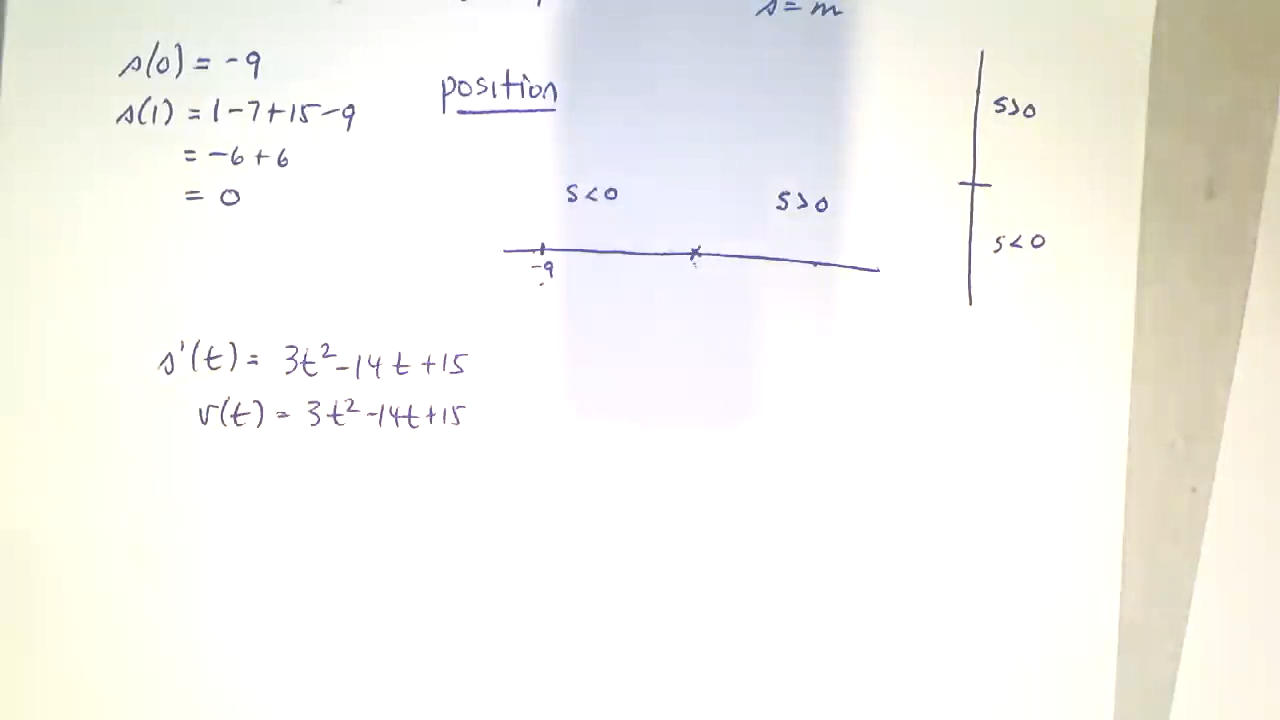 s = m
s(0) = -9
s(1) = 1-7+15-9
= -6+6
= 0
position
s<0
s>0
-9
s>0
s<0
s'(t) = 3t²-14t+15
v(t) = 3t²-14t+15